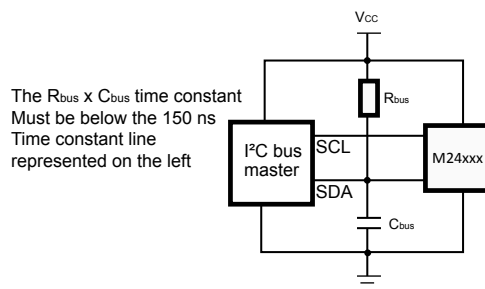 Vcc
The Rbus x Cbus time constant
Must be below the 150 ns
Time constant line
represented on the left
Rbus
I²C bus
master
SCL
SDA
M24xxx
Cbus